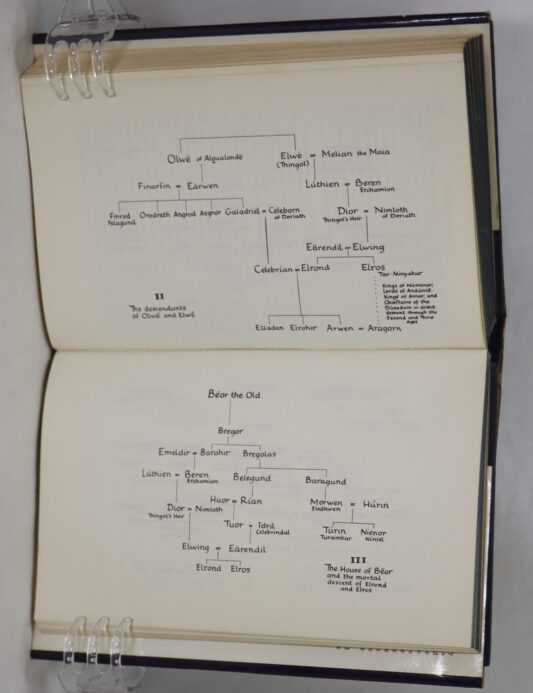 Olwë of Alqualondë
Elwë = Melian the Maia
(Thingol)
Finarfin = Eärwen
Lúthien = Beren
Erchamion
Finrod Orodreth Angrod Aegnor Galadriel = Celeborn
Felagund
of Doriath
Dior = Nimloth
Thingol's Heir
of Doriath
Eärendil = Elwing
Celebrian = Elrond
Elros
Tar-Minyatur
Kings of Númenor,
Lords of Andúnië,
Kings of Arnor, and
Chieftains of the
Dúnedain in direct
descent through the
Second and Third
Ages
II
The descendants
of Olwë and Elwë
Elladan Elrohir Arwen = Aragorn
Bëor the Old
Bregor
Emeldir = Barahir Bregolas
Lúthien = Beren
Erchamion
Belegund
Baragund
Dior = Nimloth
Thingol's Heir
Huor = Rían
Morwen = Húrin
Eledhwen
Tuor = Idril
Celebrindal
Túrin
Turambar
Nienor
Níniel
Elwing = Eärendil
Elrond Elros
III
The House of Bëor
and the mortal
descent of Elrond
and Elros